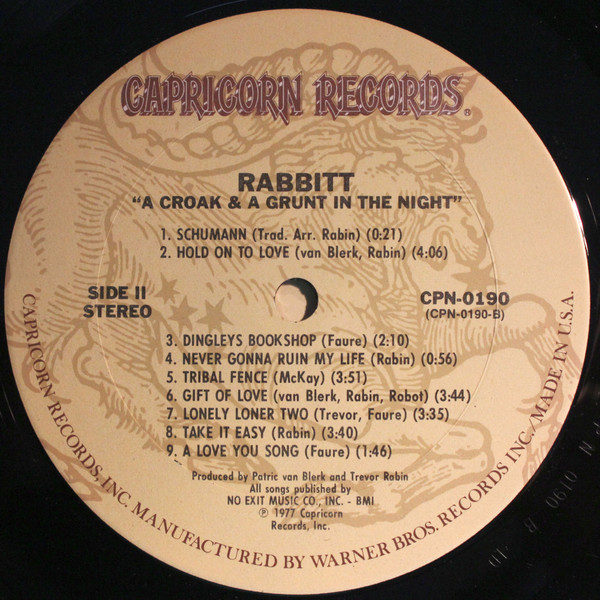 CAPRICORN RECORDS®
RABBITT
"A CROAK & A GRUNT IN THE NIGHT"
1. SCHUMANN (Trad. Arr. Rabin) (0:21)
2. HOLD ON TO LOVE (van Blerk, Rabin) (4:06)
SIDE II
STEREO
CPN-0190
(CPN-0190-B)
3. DINGLEYS BOOKSHOP (Faure) (2:10)
4. NEVER GONNA RUIN MY LIFE (Rabin) (0:56)
5. TRIBAL FENCE (McKay) (3:51)
6. GIFT OF LOVE (van Blerk, Rabin, Robot) (3:44)
7. LONELY LONER TWO (Trevor, Faure) (3:35)
8. TAKE IT EASY (Rabin) (3:40)
9. A LOVE YOU SONG (Faure) (1:46)
Produced by Patric van Blerk and Trevor Rabin
All songs published by
NO EXIT MUSIC CO., INC. - BMI
℗ 1977 Capricorn
Records, Inc.
CAPRICORN RECORDS, INC. MANUFACTURED BY WARNER BROS. RECORDS INC. MADE IN U.S.A.